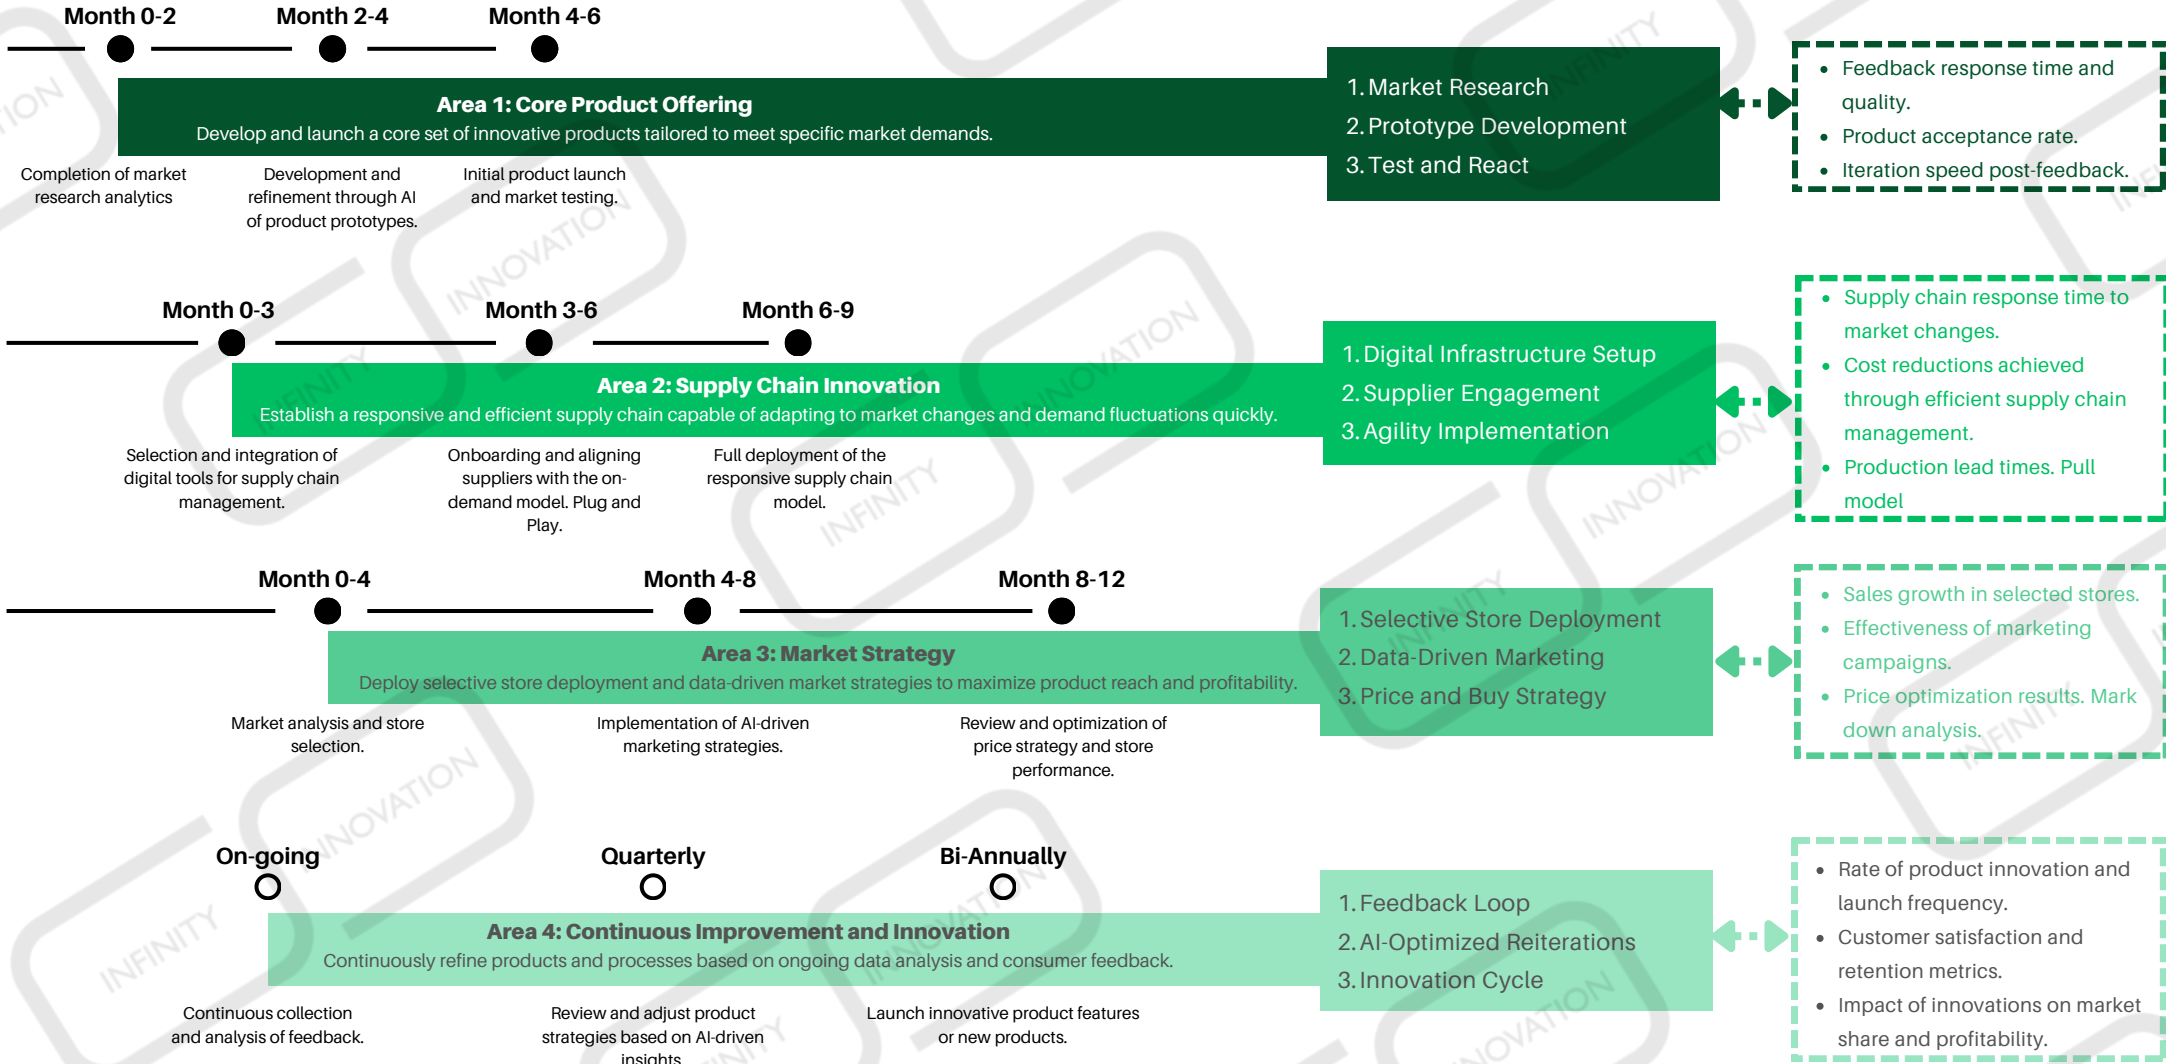 Month 0-2
Month 2-4
Month 4-6
Area 1: Core Product Offering
Develop and launch a core set of innovative products tailored to meet specific market demands.
Completion of market
research analytics
Development and
refinement through AI
of product prototypes.
Initial product launch
and market testing.
1. Market Research
2. Prototype Development
3. Test and React
• Feedback response time and
quality.
• Product acceptance rate.
• Iteration speed post-feedback.
Month 0-3
Month 3-6
Month 6-9
Area 2: Supply Chain Innovation
Establish a responsive and efficient supply chain capable of adapting to market changes and demand fluctuations quickly.
Selection and integration of
digital tools for supply chain
management.
Onboarding and aligning
suppliers with the on-
demand model. Plug and
Play.
Full deployment of the
responsive supply chain
model.
1. Digital Infrastructure Setup
2. Supplier Engagement
3. Agility Implementation
• Supply chain response time to
market changes.
• Cost reductions achieved
through efficient supply chain
management.
• Production lead times. Pull
model
Month 0-4
Month 4-8
Month 8-12
Area 3: Market Strategy
Deploy selective store deployment and data-driven market strategies to maximize product reach and profitability.
Market analysis and store
selection.
Implementation of AI-driven
marketing strategies.
Review and optimization of
price strategy and store
performance.
1. Selective Store Deployment
2. Data-Driven Marketing
3. Price and Buy Strategy
• Sales growth in selected stores.
• Effectiveness of marketing
campaigns.
• Price optimization results. Mark
down analysis.
On-going
Quarterly
Bi-Annually
Area 4: Continuous Improvement and Innovation
Continuously refine products and processes based on ongoing data analysis and consumer feedback.
Continuous collection
and analysis of feedback.
Review and adjust product
strategies based on AI-driven
insights
Launch innovative product features
or new products.
1. Feedback Loop
2. AI-Optimized Reiterations
3. Innovation Cycle
• Rate of product innovation and
launch frequency.
• Customer satisfaction and
retention metrics.
• Impact of innovations on market
share and profitability.
INFINITY
INNOVATION